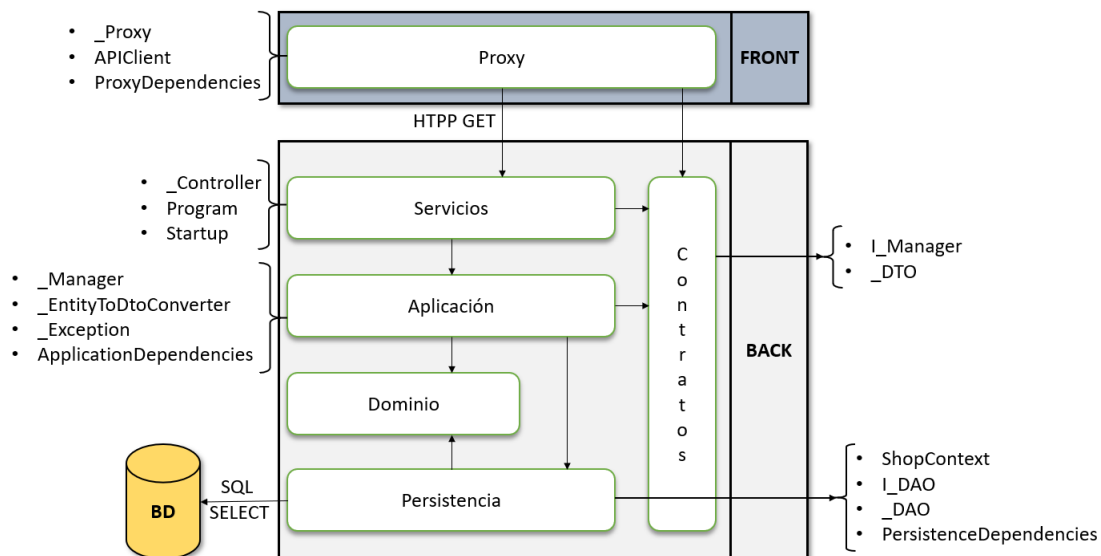 • _Proxy
• APIClient
• ProxyDependencies
Proxy
FRONT
HTPP GET
• _Controller
• Program
• Startup
Servicios
• _Manager
• _EntityToDtoConverter
• _Exception
• ApplicationDependencies
Aplicación
Dominio
Persistencia
Contratos
BACK
• I_Manager
• _DTO
BD
SQL
SELECT
• ShopContext
• I_DAO
• _DAO
• PersistenceDependencies